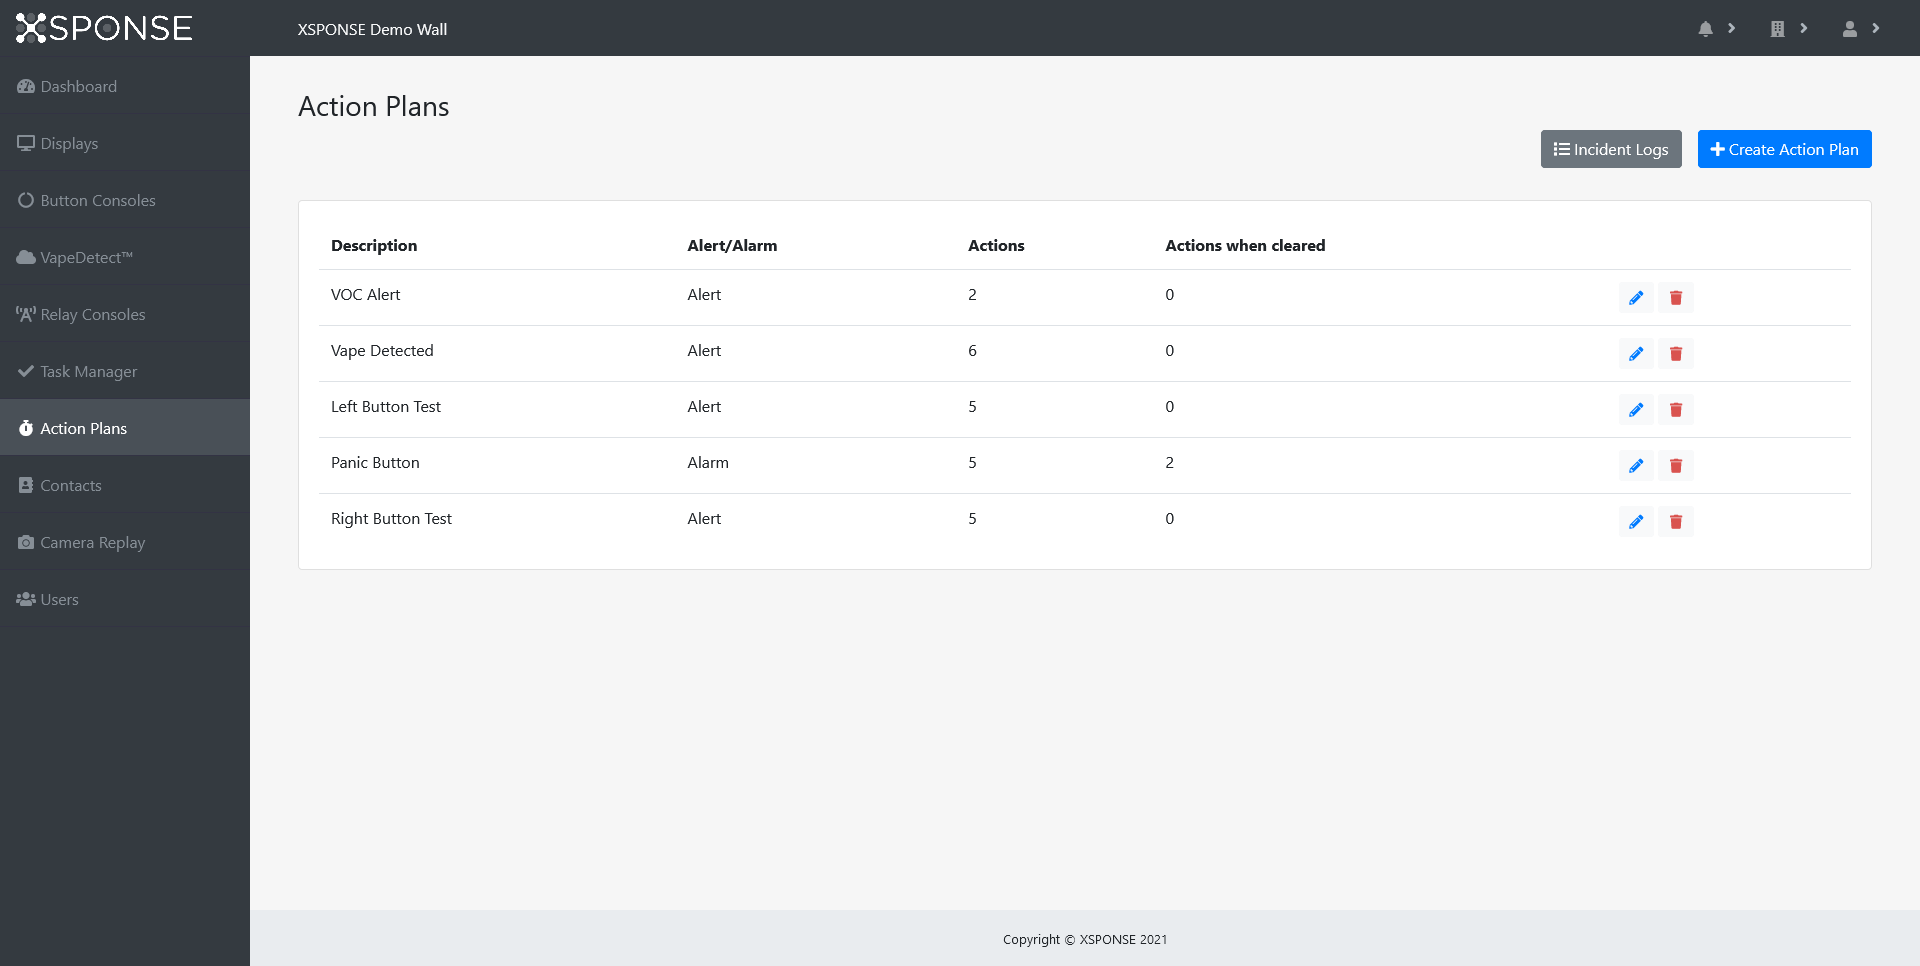 XSPONSE
XSPONSE Demo Wall
Dashboard
Displays
Button Consoles
VapeDetect™
Relay Consoles
Task Manager
Action Plans
Contacts
Camera Replay
Users
Action Plans
Incident Logs
Create Action Plan
Description Alert/Alarm Actions Actions when cleared
VOC Alert Alert 2 0
Vape Detected Alert 6 0
Left Button Test Alert 5 0
Panic Button Alarm 5 2
Right Button Test Alert 5 0
Copyright © XSPONSE 2021